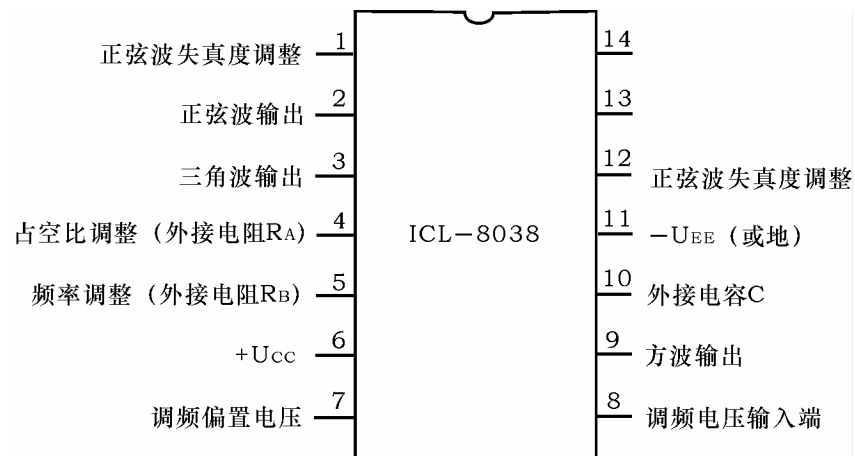 正弦波失真度调整 1
正弦波输出 2
三角波输出 3
占空比调整（外接电阻RA） 4
频率调整（外接电阻RB） 5
+UCC 6
调频偏置电压 7
ICL-8038
14
13
12 正弦波失真度调整
11 -UEE（或地）
10 外接电容C
9 方波输出
8 调频电压输入端